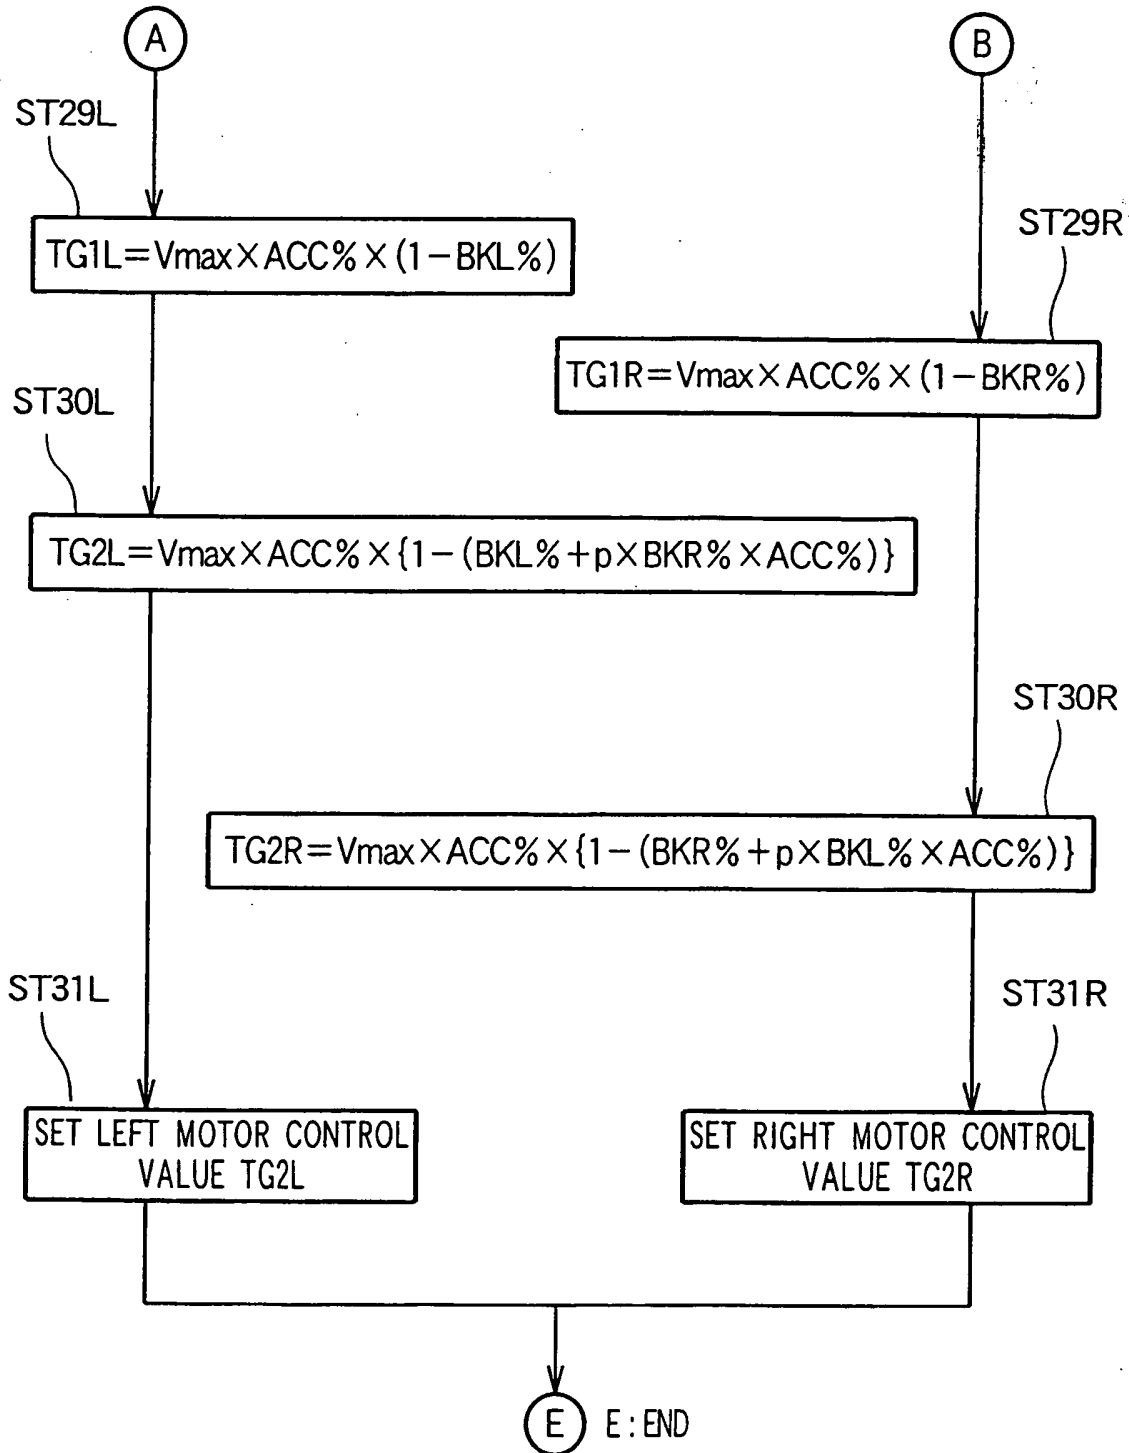 A
B
ST29L
TG1L=Vmax×ACC%×(1-BKL%)
ST29R
TG1R=Vmax×ACC%×(1-BKR%)
ST30L
TG2L=Vmax×ACC%×{1-(BKL%+p×BKR%×ACC%)}
ST30R
TG2R=Vmax×ACC%×{1-(BKR%+p×BKL%×ACC%)}
ST31L
SET LEFT MOTOR CONTROL
VALUE TG2L
ST31R
SET RIGHT MOTOR CONTROL
VALUE TG2R
E E:END